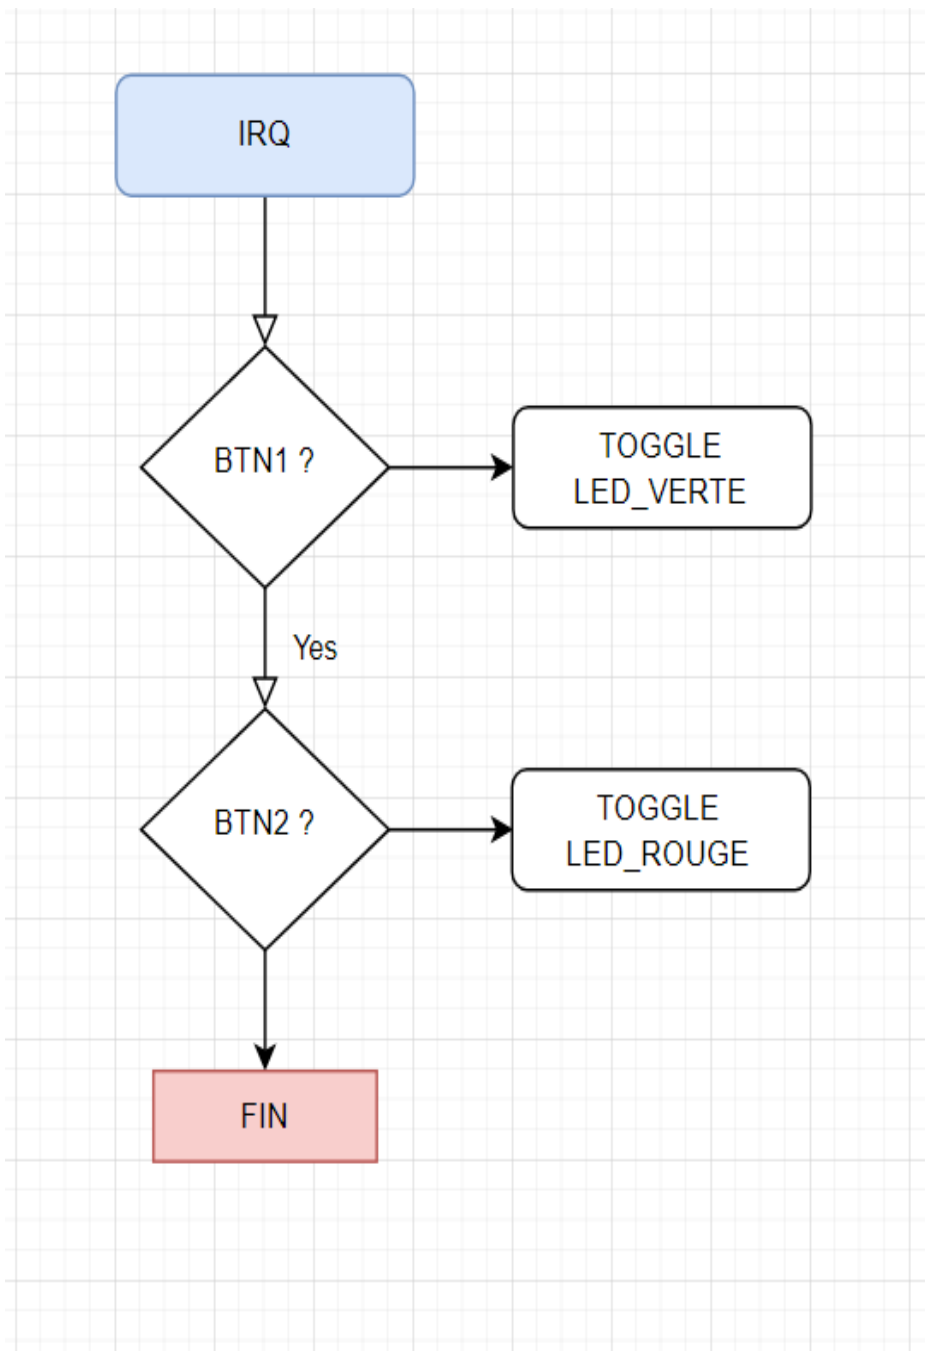 IRQ
BTN1 ?
TOGGLE
LED_VERTE
Yes
BTN2 ?
TOGGLE
LED_ROUGE
FIN